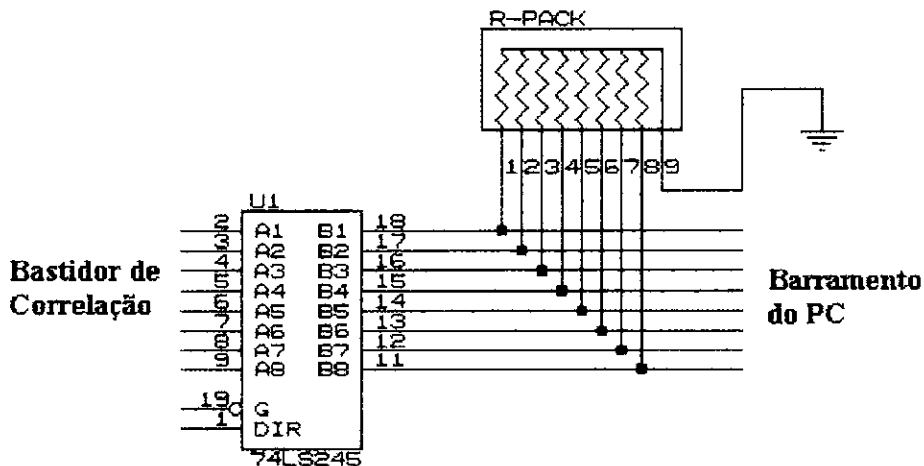 R-PACK
1 2 3 4 5 6 7 8 9
U1
2 A1 B1 18
3 A2 B2 17
4 A3 B3 16
5 A4 B4 15
6 A5 B5 14
7 A6 B6 13
8 A7 B7 12
9 A8 B8 11
19 G
1 DIR
74LS245
Bastidor de
Correlação
Barramento
do PC